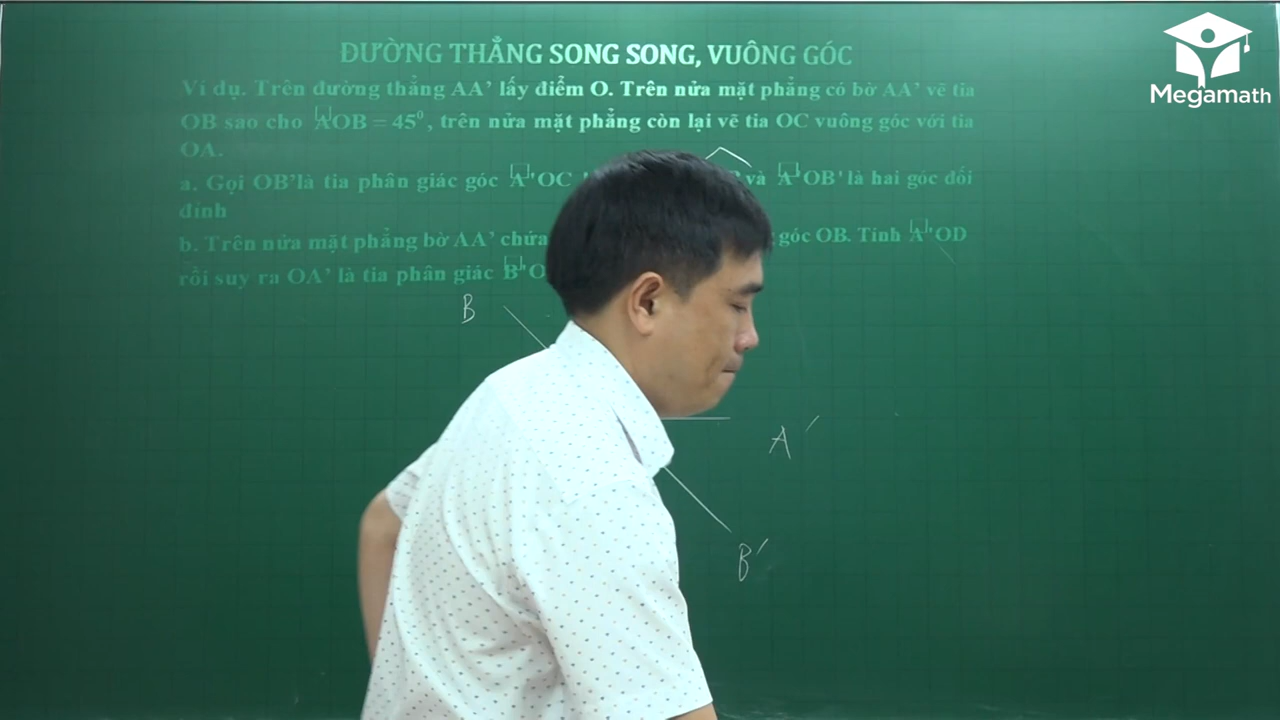 ĐƯỜNG THẲNG SONG SONG, VUÔNG GÓC
Megamath
Ví dụ. Trên đường thẳng AA' lấy điểm O. Trên nửa mặt phẳng có bờ AA' vẽ tia
OB sao cho AOB = 45⁰, trên nửa mặt phẳng còn lại vẽ tia OC vuông góc với tia
OA.
a. Gọi OB'là tia phân giác góc A'OC và A'OB' là hai góc đối
đỉnh
b. Trên nửa mặt phẳng bờ AA' chứa góc OB. Tính A'OD
rồi suy ra OA' là tia phân giác
B
A'
B'